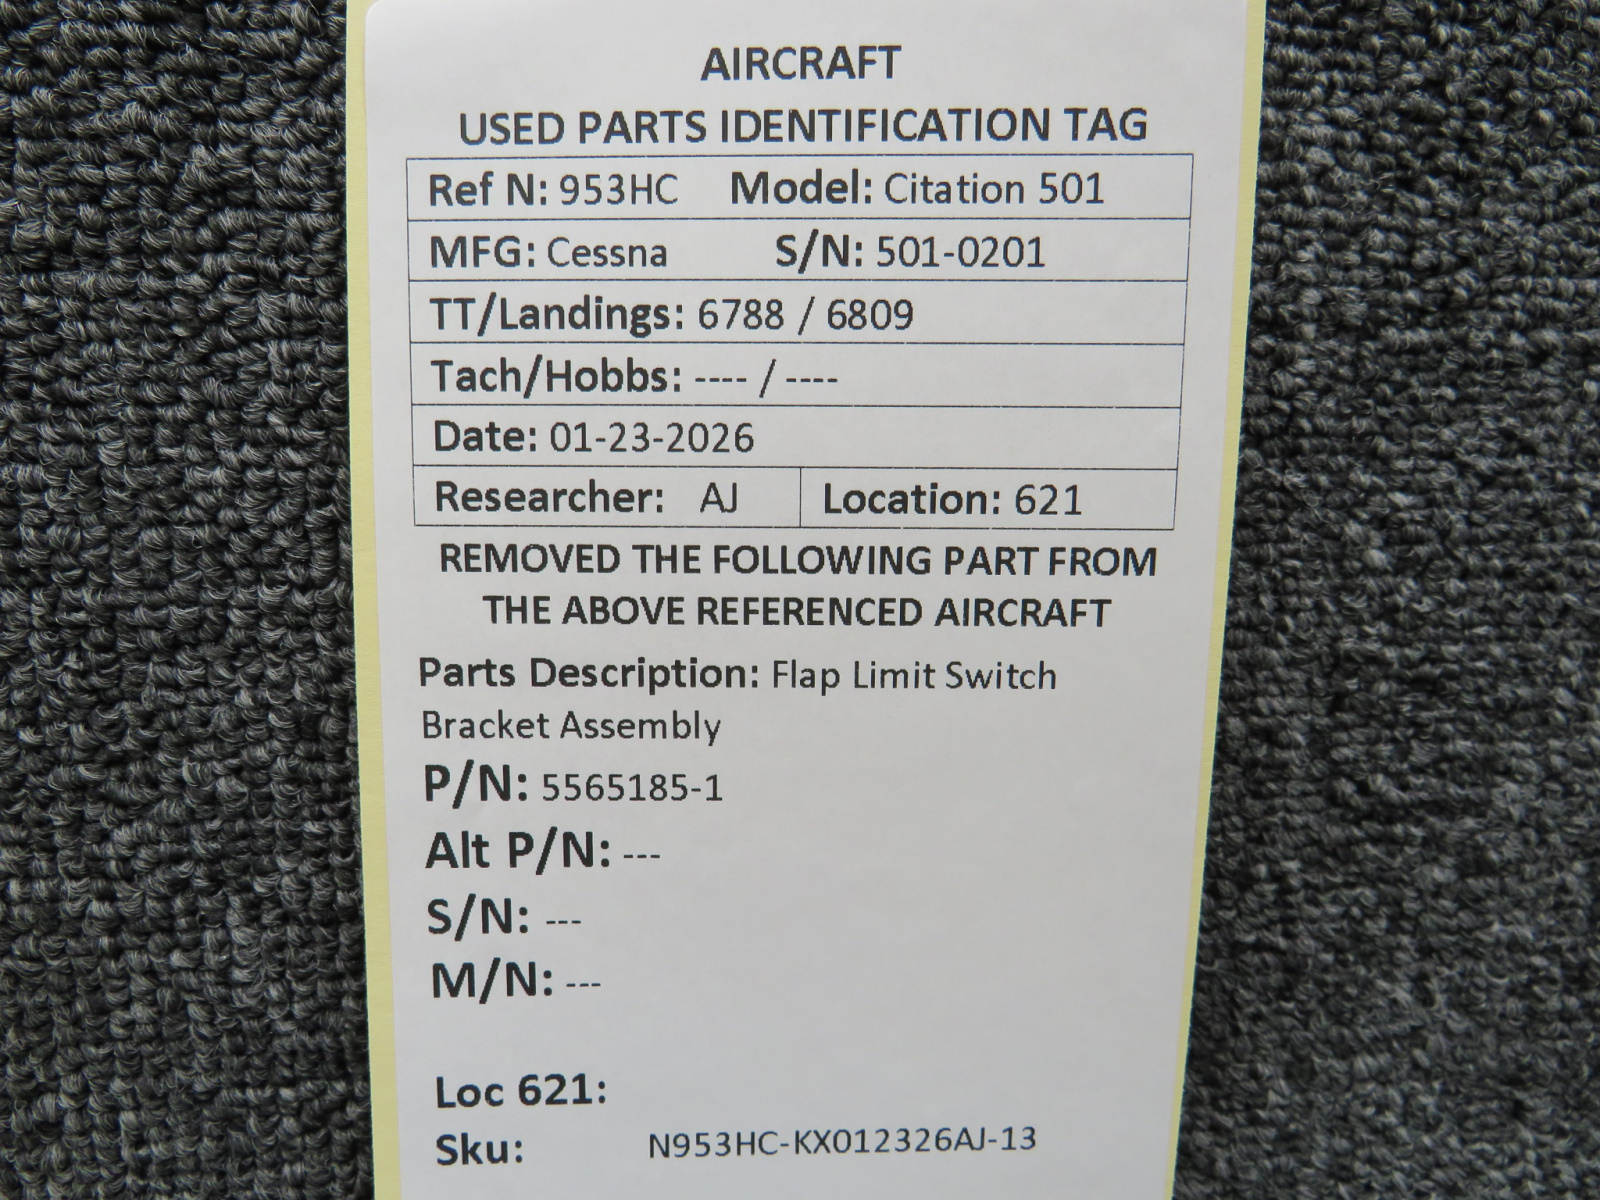 AIRCRAFT
USED PARTS IDENTIFICATION TAG
Ref N: 953HC Model: Citation 501
MFG: Cessna S/N: 501-0201
TT/Landings: 6788 / 6809
Tach/Hobbs: ---- / ----
Date: 01-23-2026
Researcher: AJ Location: 621
REMOVED THE FOLLOWING PART FROM
THE ABOVE REFERENCED AIRCRAFT
Parts Description: Flap Limit Switch
Bracket Assembly
P/N: 5565185-1
Alt P/N: ---
S/N: ---
M/N: ---
Loc 621:
Sku: N953HC-KX012326AJ-13